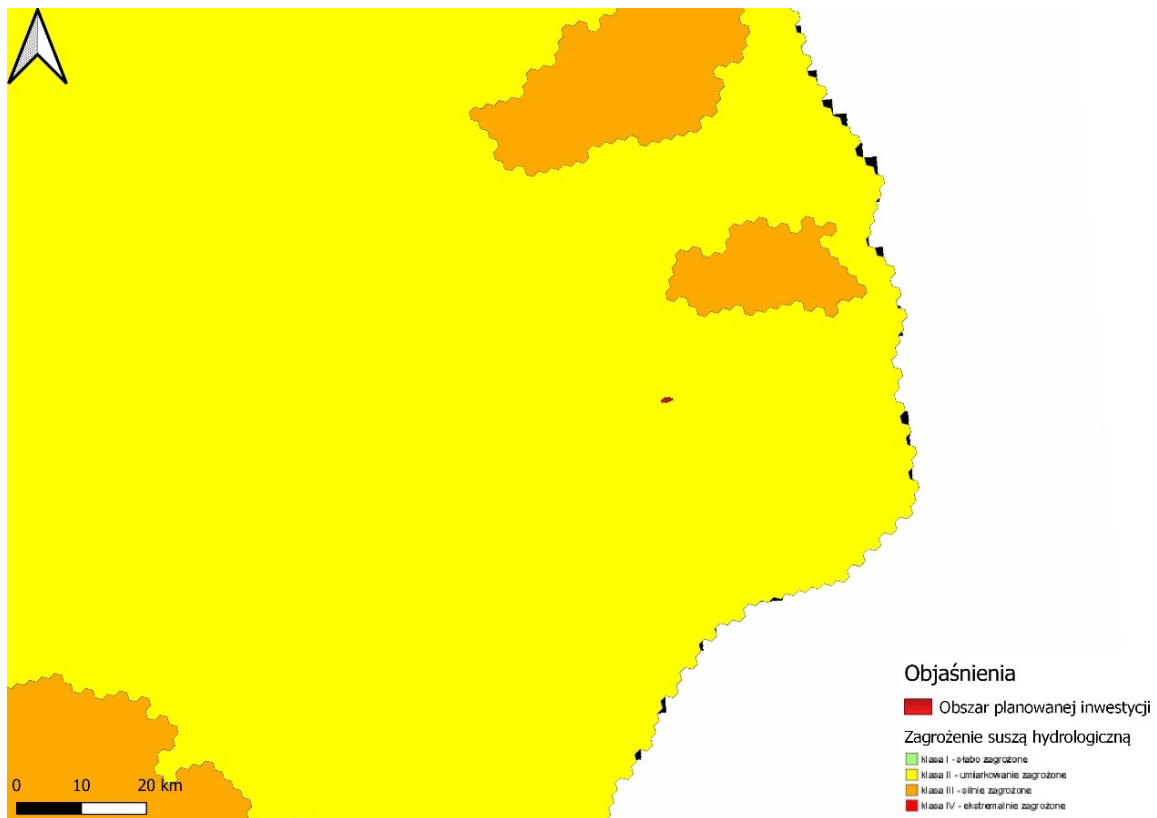 Objaśnienia
Obszar planowanej inwestycji
Zagrożenie suszą hydrologiczną
klasa I - słabo zagrożone
klasa II - umiarkowanie zagrożone
klasa III - silnie zagrożone
klasa IV - ekstremalnie zagrożone
0 10 20 km